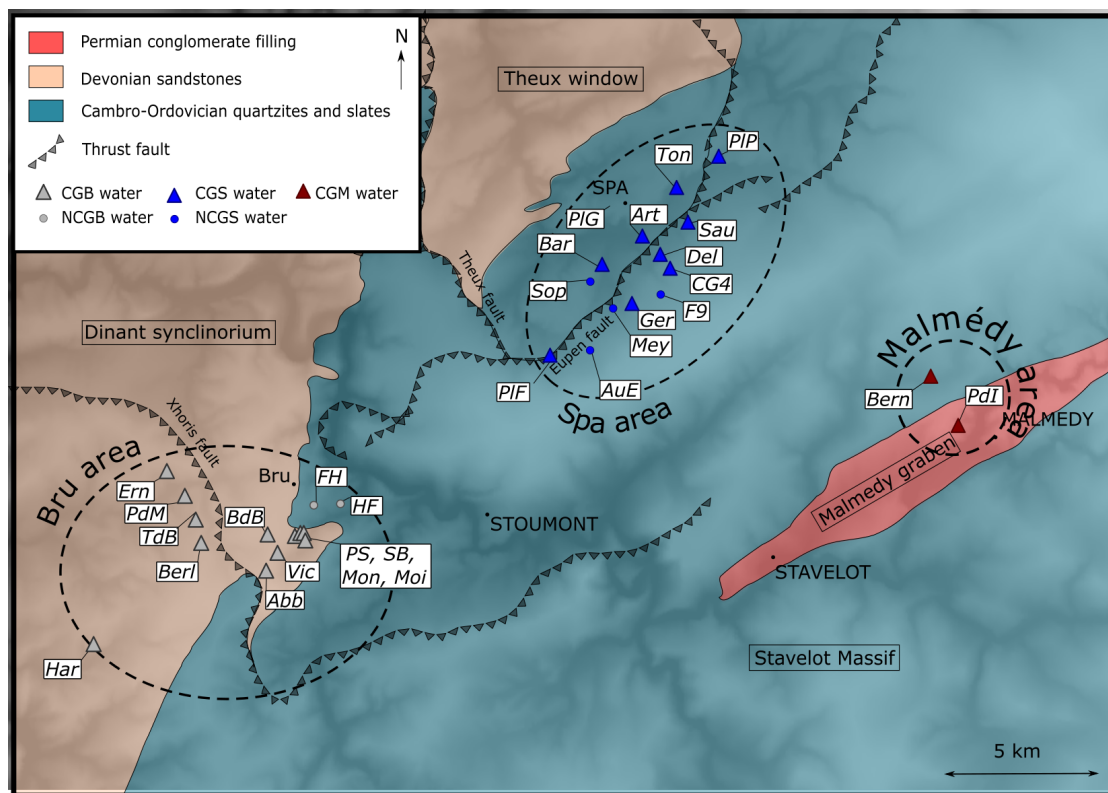 Permian conglomerate filling
Devonian sandstones
Cambro-Ordovician quartzites and slates
Thrust fault
CGB water
CGS water
CGM water
NCGB water
NCGS water
N
Theux window
PlP
Ton
SPA
PlG
Art
Sau
Bar
Del
CG4
Sop
F9
Ger
Mey
Theux fault
Eupen fault
PlF
AuE
Spa area
Dinant synclinorium
Malmédy area
Bern
PdI
MALMEDY
Malmedy graben
Xhoris fault
Bru area
Bru
FH
HF
Ern
PdM
TdB
BdB
Berl
Vic
PS, SB,
Mon, Moi
Abb
Har
STOUMONT
STAVELOT
Stavelot Massif
5 km